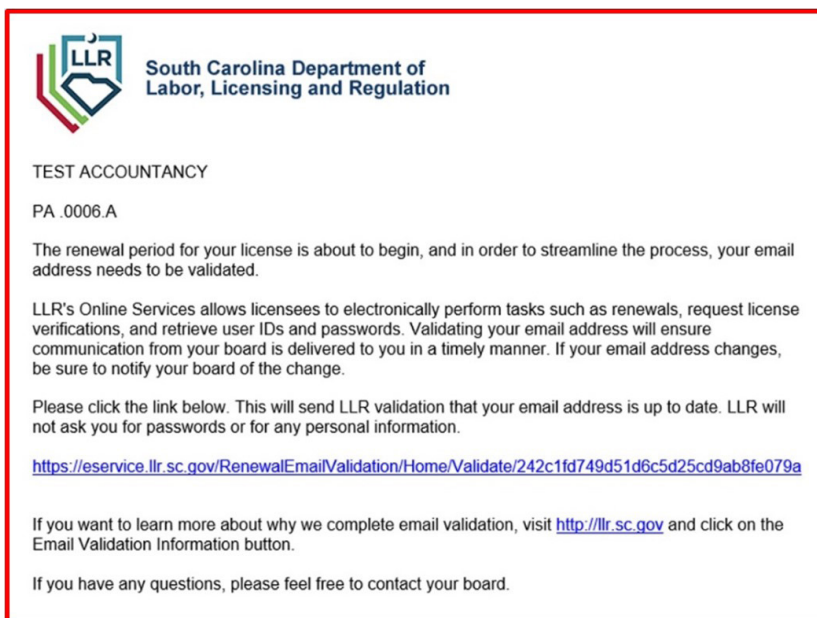 LLR
South Carolina Department of
Labor, Licensing and Regulation
TEST ACCOUNTANCY
PA .0006.A
The renewal period for your license is about to begin, and in order to streamline the process, your email
address needs to be validated.
LLR's Online Services allows licensees to electronically perform tasks such as renewals, request license
verifications, and retrieve user IDs and passwords. Validating your email address will ensure
communication from your board is delivered to you in a timely manner. If your email address changes,
be sure to notify your board of the change.
Please click the link below. This will send LLR validation that your email address is up to date. LLR will
not ask you for passwords or for any personal information.
https://eservice.llr.sc.gov/RenewalEmailValidation/Home/Validate/242c1fd749d51d6c5d25cd9ab8fe079a
If you want to learn more about why we complete email validation, visit http://llr.sc.gov and click on the
Email Validation Information button.
If you have any questions, please feel free to contact your board.